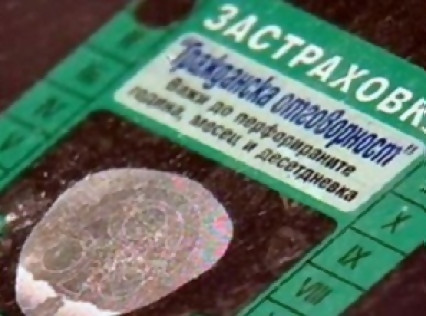 ЗАСТРАХОВК
"Гражданска отговорност"
Важи до перфорираните
година, месец и десетдневка
X
IX
VIII